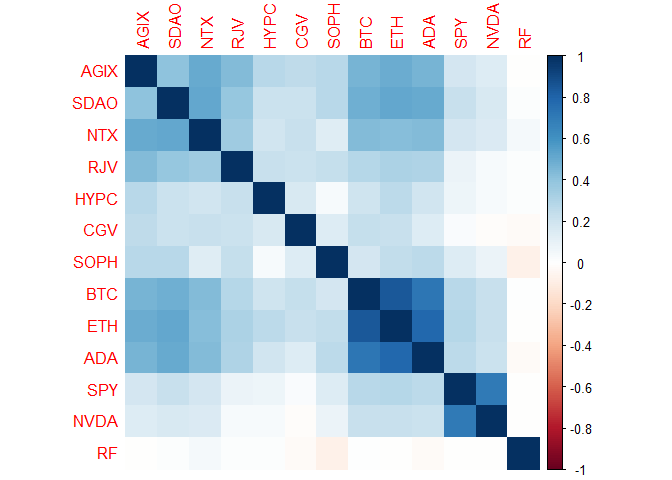 AGIX SDAO NTX RJV HYPC CGV SOPH BTC ETH ADA SPY NVDA RF
AGIX
SDAO
NTX
RJV
HYPC
CGV
SOPH
BTC
ETH
ADA
SPY
NVDA
RF
1
0.8
0.6
0.4
0.2
0
-0.2
-0.4
-0.6
-0.8
-1